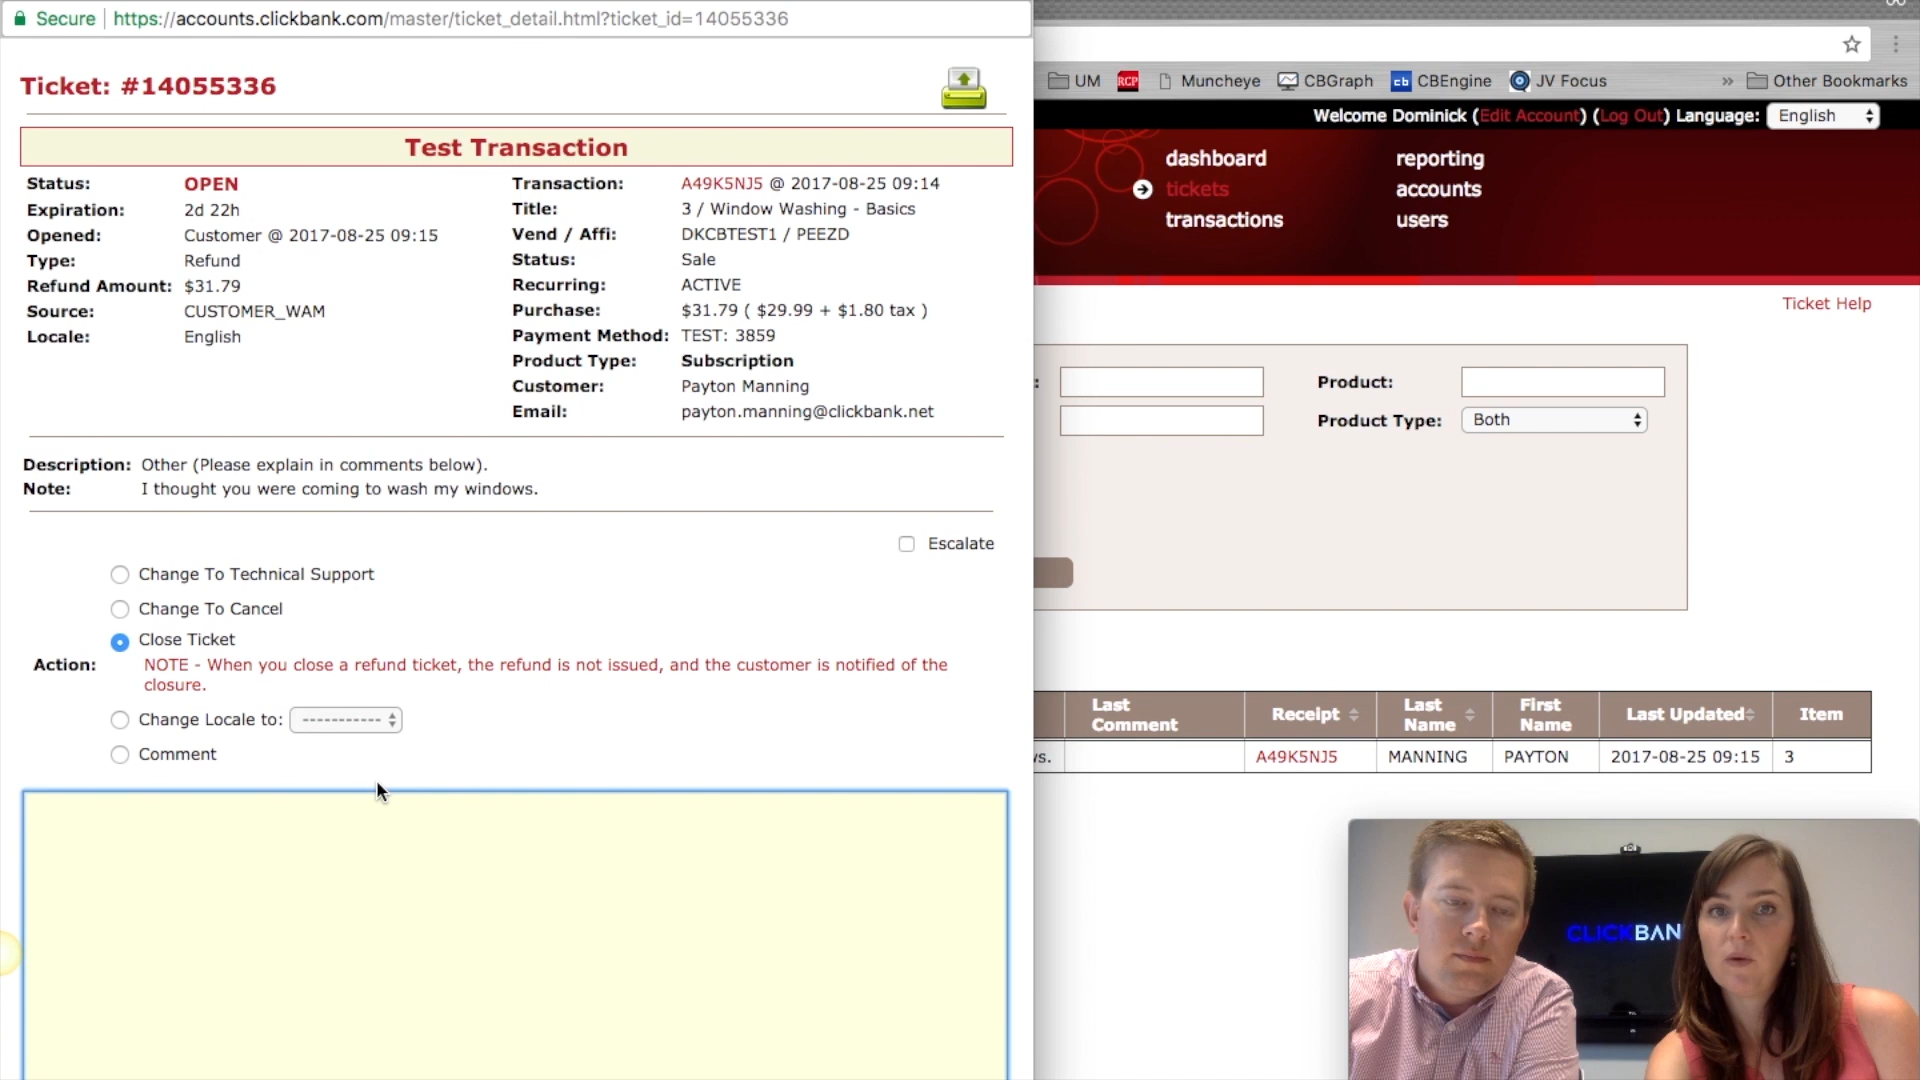 Secure https://accounts.clickbank.com/master/ticket_detail.html?ticket_id=14055336
Ticket: #14055336
Test Transaction
Status: OPEN
Expiration: 2d 22h
Opened: Customer @ 2017-08-25 09:15
Type: Refund
Refund Amount: $31.79
Source: CUSTOMER_WAM
Locale: English
Transaction: A49K5NJ5 @ 2017-08-25 09:14
Title: 3 / Window Washing - Basics
Vend / Affi: DKCBTEST1 / PEEZD
Status: Sale
Recurring: ACTIVE
Purchase: $31.79 ( $29.99 + $1.80 tax )
Payment Method: TEST: 3859
Product Type: Subscription
Customer: Payton Manning
Email: payton.manning@clickbank.net
Description: Other (Please explain in comments below).
Note: I thought you were coming to wash my windows.
Escalate
Action:
Change To Technical Support
Change To Cancel
Close Ticket
NOTE - When you close a refund ticket, the refund is not issued, and the customer is notified of the
closure.
Change Locale to: -----------
Comment
UM RCP Muncheye CBGraph cb CBEngine JV Focus » Other Bookmarks
Welcome Dominick (Edit Account) (Log Out) Language: English
dashboard reporting
tickets accounts
transactions users
Ticket Help
: Product:
Product Type: Both
Last Comment Receipt Last Name First Name Last Updated Item
ws. A49K5NJ5 MANNING PAYTON 2017-08-25 09:15 3
CLICKBAN